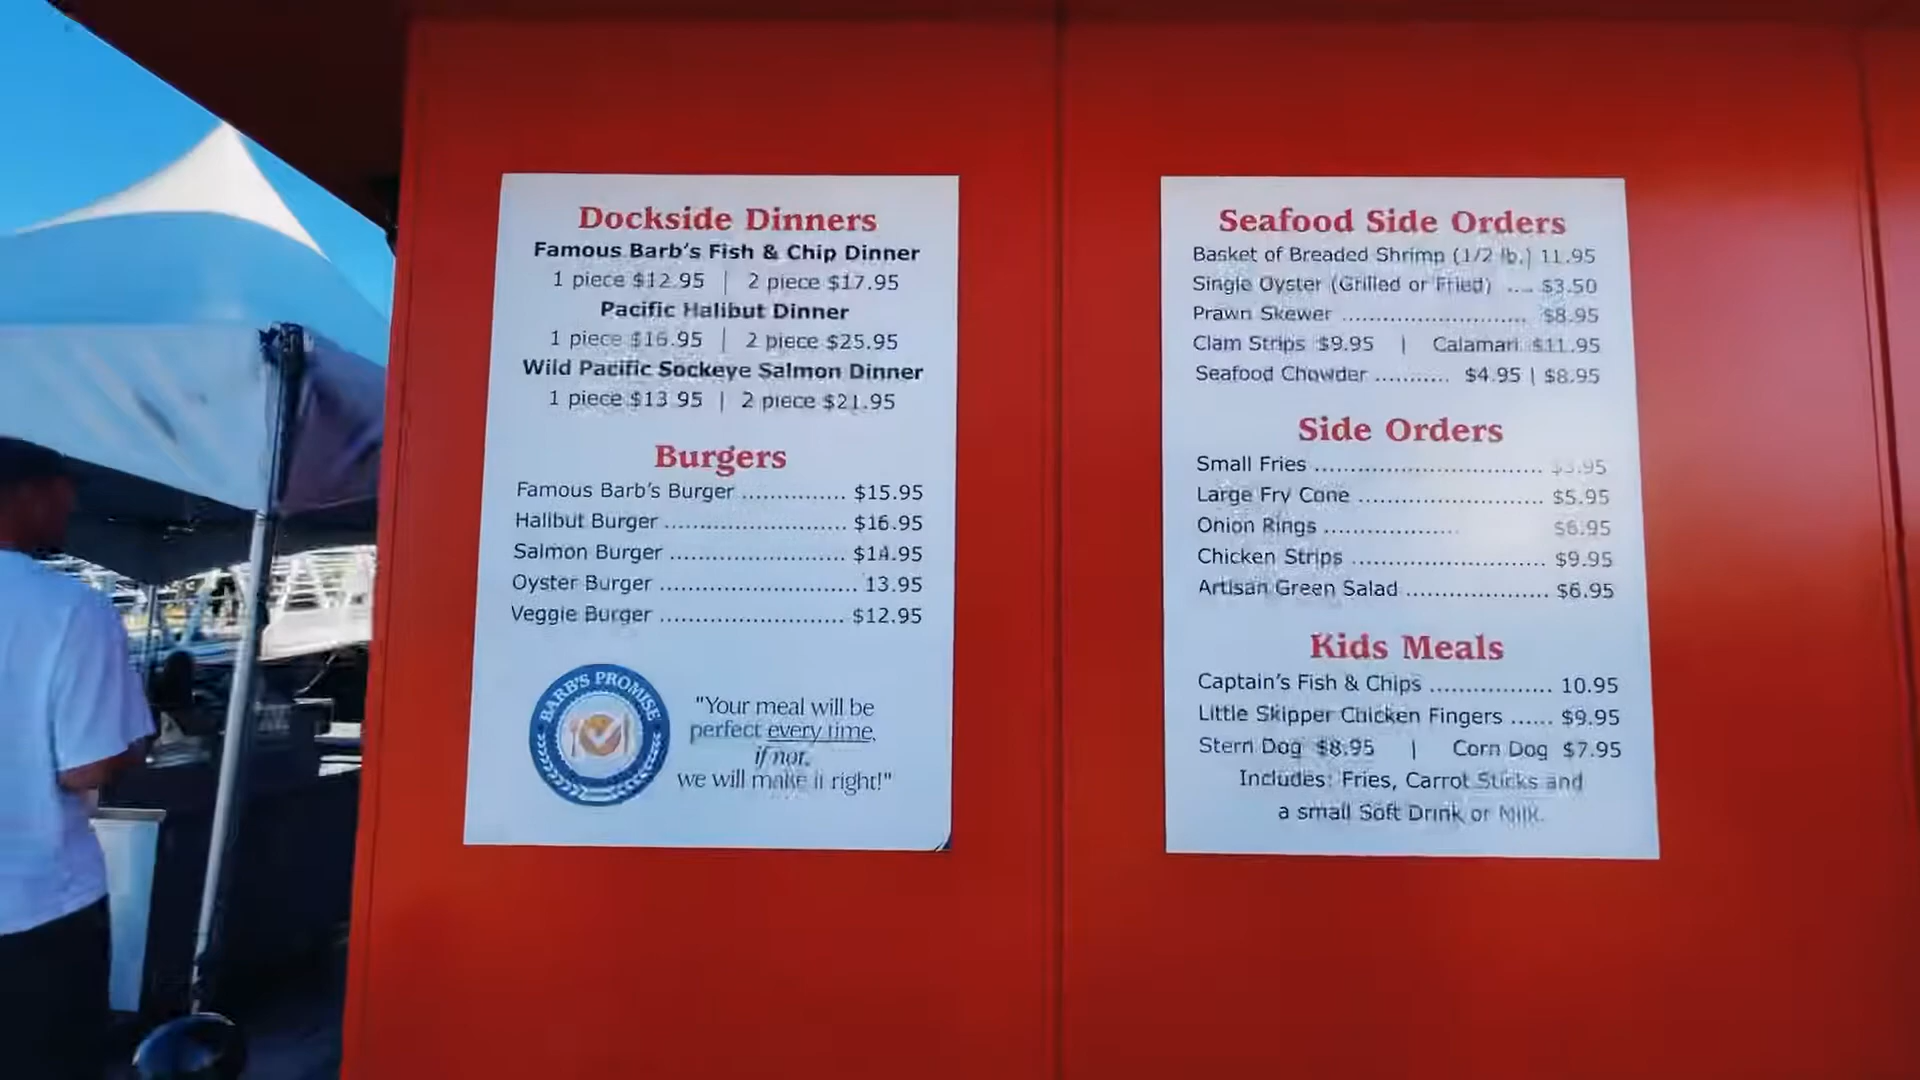 Dockside Dinners
Famous Barb's Fish & Chip Dinner
1 piece $12.95 | 2 piece $17.95
Pacific Halibut Dinner
1 piece $16.95 | 2 piece $25.95
Wild Pacific Sockeye Salmon Dinner
1 piece $13 95 | 2 piece $21.95
Burgers
Famous Barb's Burger .............. $15.95
Halibut Burger ......................... $16.95
Salmon Burger ........................ $14.95
Oyster Burger ........................... 13.95
Veggie Burger ......................... $12.95
BARB'S PROMISE
"Your meal will be
perfect every time,
if not,
we will make it right!"
Seafood Side Orders
Basket of Breaded Shrimp (1/2 lb.) 11.95
Single Oyster (Grilled or Fried) .... $3.50
Prawn Skewer .......................... $8.95
Clam Strips $9.95 | Calamari $11.95
Seafood Chowder .......... $4.95 | $8.95
Side Orders
Small Fries ................................ $3.95
Large Fry Cone ......................... $5.95
Onion Rings ................... $6.95
Chicken Strips .......................... $9.95
Artisan Green Salad .................... $6.95
Kids Meals
Captain's Fish & Chips ................. 10.95
Little Skipper Chicken Fingers ...... $9.95
Stern Dog $8.95 | Corn Dog $7.95
Includes: Fries, Carrot Sticks and
a small Soft Drink or Milk.